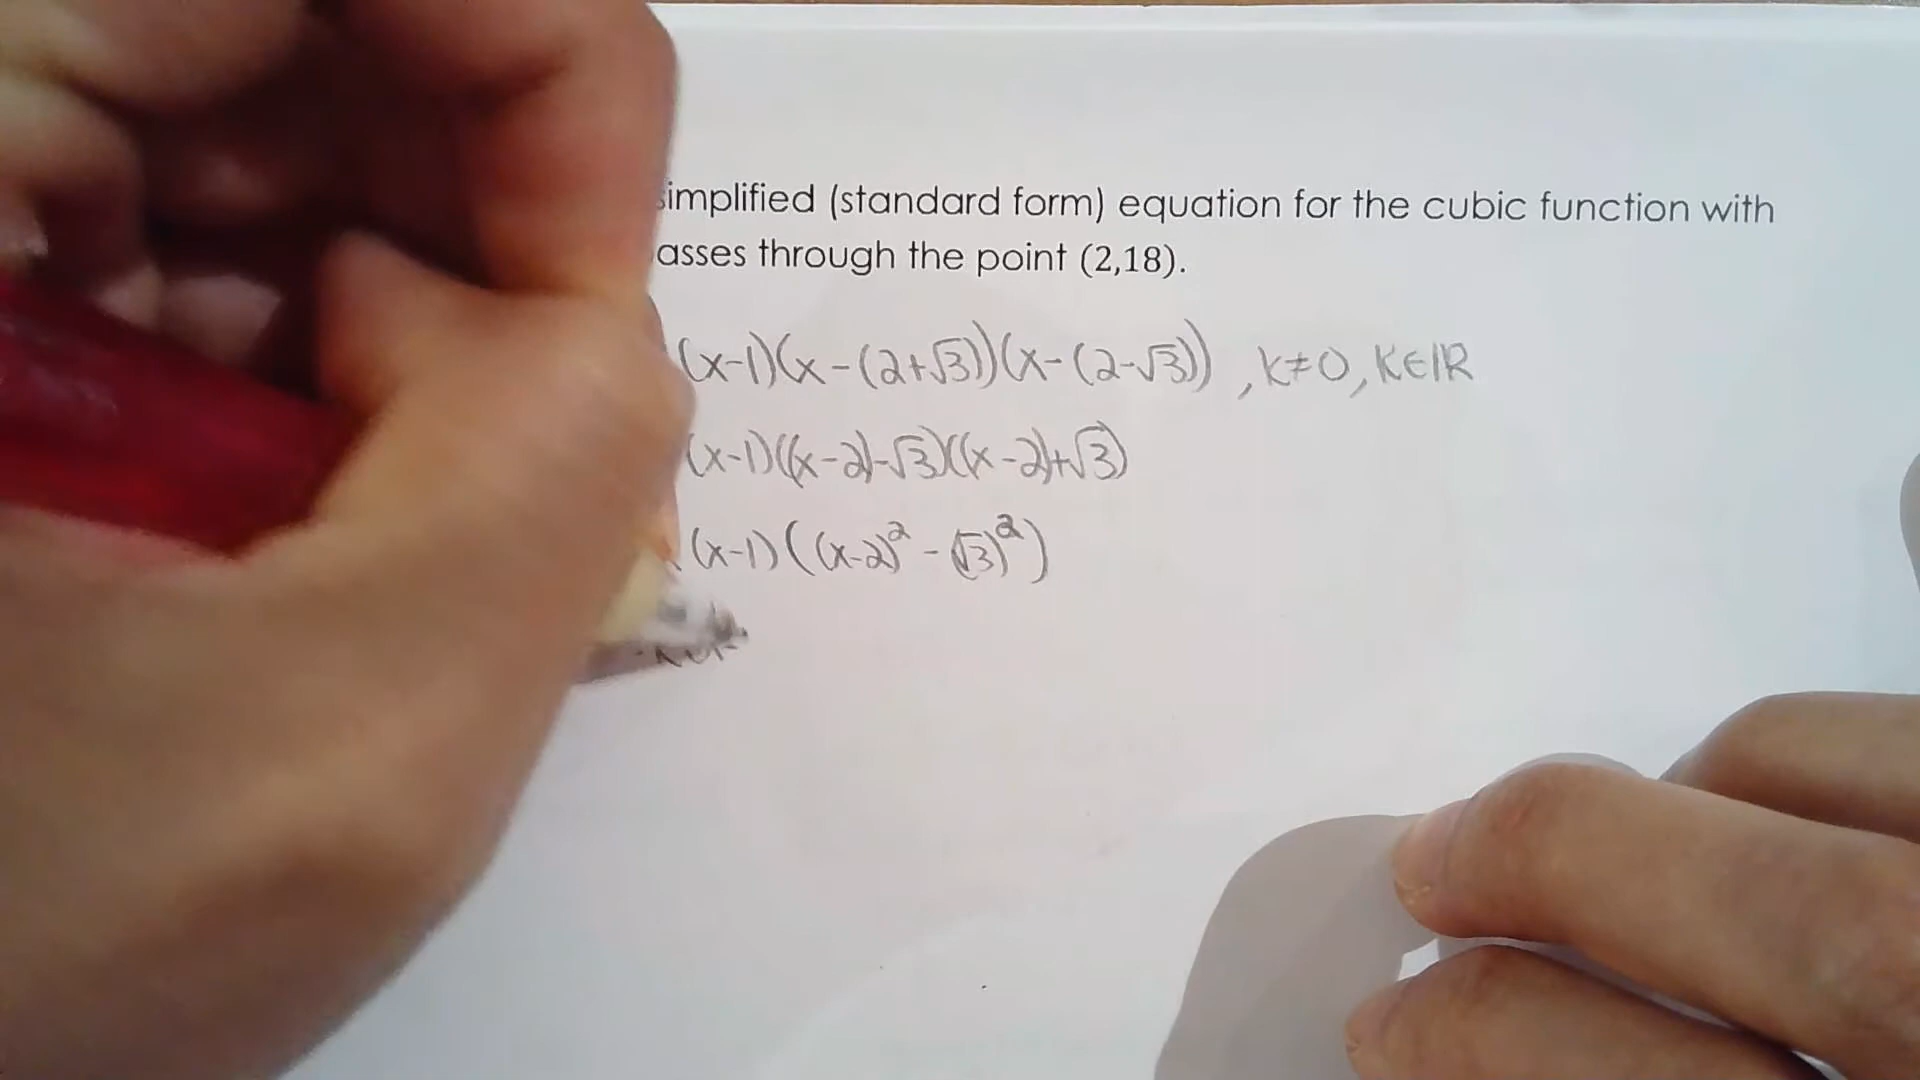 simplified (standard form) equation for the cubic function with
asses through the point (2,18).
(x-1)(x-(2+√3))(x-(2-√3)) , k≠0, k∈ℝ
(x-1)((x-2)-√3)((x-2)+√3)
(x-1)((x-2)² - (√3)²)